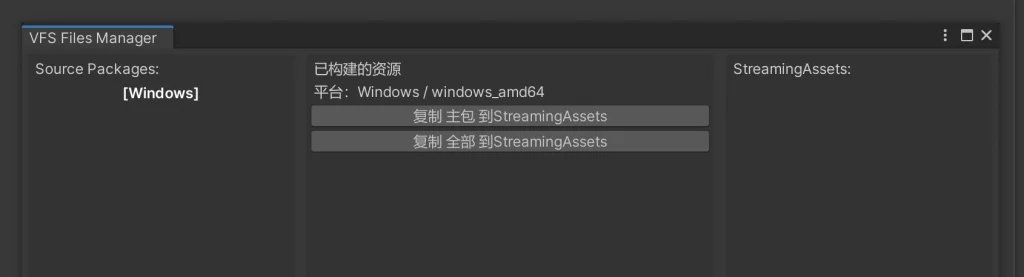 VFS Files Manager
Source Packages:
[Windows]
已构建的资源
平台：Windows / windows_amd64
复制 主包 到StreamingAssets
复制 全部 到StreamingAssets
StreamingAssets: